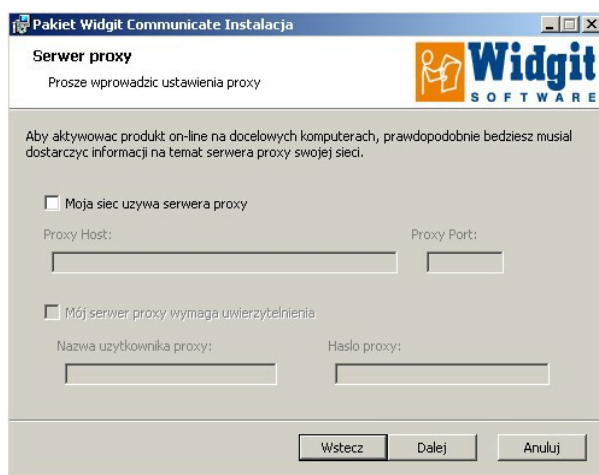 Pakiet Widgit Communicate Instalacja
Serwer proxy
Prosze wprowadzic ustawienia proxy
Widgit
SOFTWARE
Aby aktywowac produkt on-line na docelowych komputerach, prawdopodobnie bedziesz musial
dostarczyc informacji na temat serwera proxy swojej sieci.
Moja siec uzywa serwera proxy
Proxy Host: Proxy Port:
Mój serwer proxy wymaga uwierzytelnienia
Nazwa uzytkownika proxy: Haslo proxy:
Wstecz Dalej Anuluj